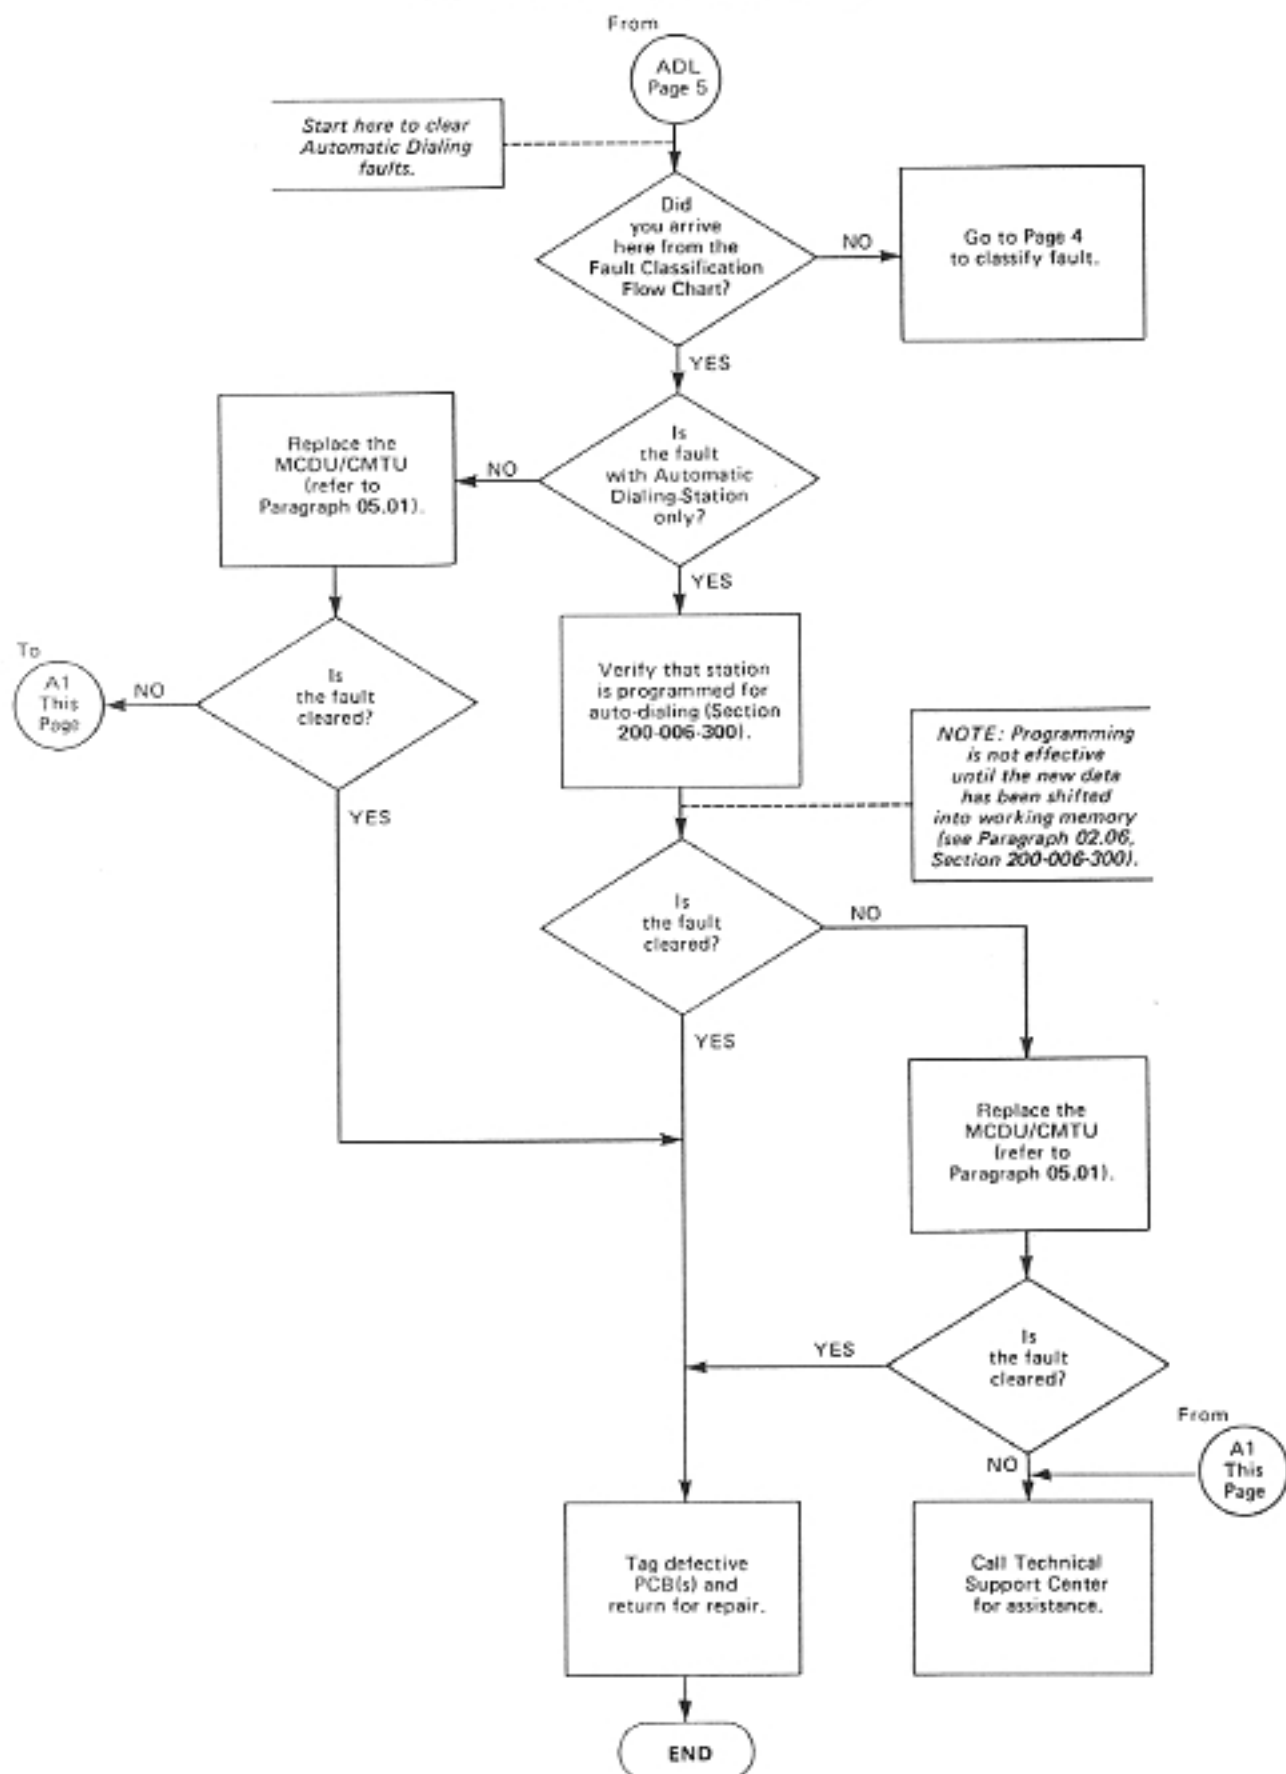 From
ADL
Page 5
Start here to clear
Automatic Dialing
faults.
Did
you arrive
here from the
Fault Classification
Flow Chart?
NO
Go to Page 4
to classify fault.
YES
Is
the fault
with Automatic
Dialing-Station
only?
NO
Replace the
MCDU/CMTU
(refer to
Paragraph 05.01).
YES
Is
the fault
cleared?
NO
To
A1
This
Page
YES
Verify that station
is programmed for
auto-dialing (Section
200-006-300).
NOTE: Programming
is not effective
until the new data
has been shifted
into working memory
(see Paragraph 02.06,
Section 200-006-300).
Is
the fault
cleared?
NO
YES
Replace the
MCDU/CMTU
(refer to
Paragraph 05.01).
Is
the fault
cleared?
YES
NO
From
A1
This
Page
Tag defective
PCB(s) and
return for repair.
Call Technical
Support Center
for assistance.
END